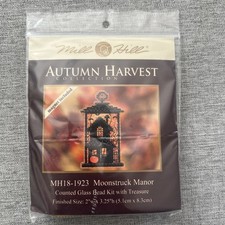 Mill Hill
AUTUMN HARVEST
COLLECTION
MH18-1923 Moonstruck Manor
Counted Glass Bead Kit with Treasure
Finished Size: 2"w x 3.25"h (5.1cm x 8.3cm)